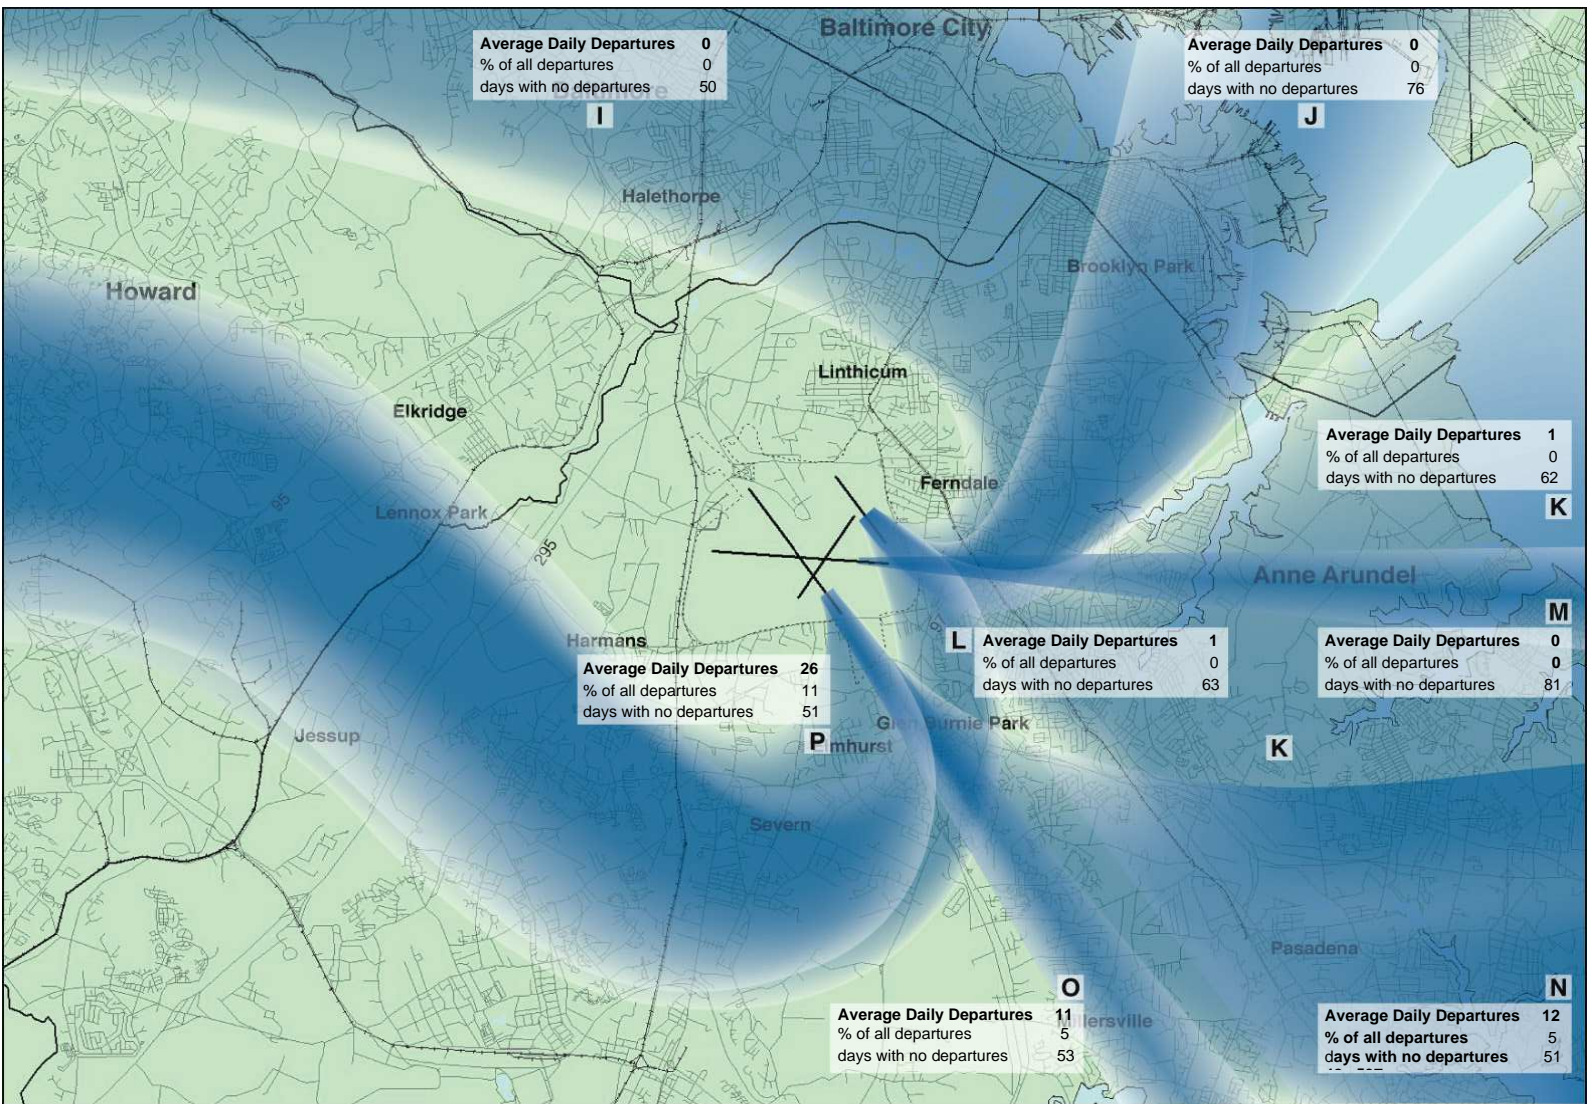 Baltimore City
Average Daily Departures 0
% of all departures 0
days with no departures 50
Baltimore
I
Average Daily Departures 0
% of all departures 0
days with no departures 76
J
Halethorpe
Brooklyn Park
Howard
Linthicum
Elkridge
Average Daily Departures 1
% of all departures 0
days with no departures 62
K
Ferndale
95
Lennox Park
295
Anne Arundel
M
Harmans
L
Average Daily Departures 1
% of all departures 0
days with no departures 63
Average Daily Departures 0
% of all departures 0
days with no departures 81
Average Daily Departures 26
% of all departures 11
days with no departures 51
P
Glen Burnie Park
Elmhurst
K
Jessup
Severn
Pasadena
O
Average Daily Departures 11
% of all departures 5
days with no departures 53
Millersville
N
Average Daily Departures 12
% of all departures 5
days with no departures 51